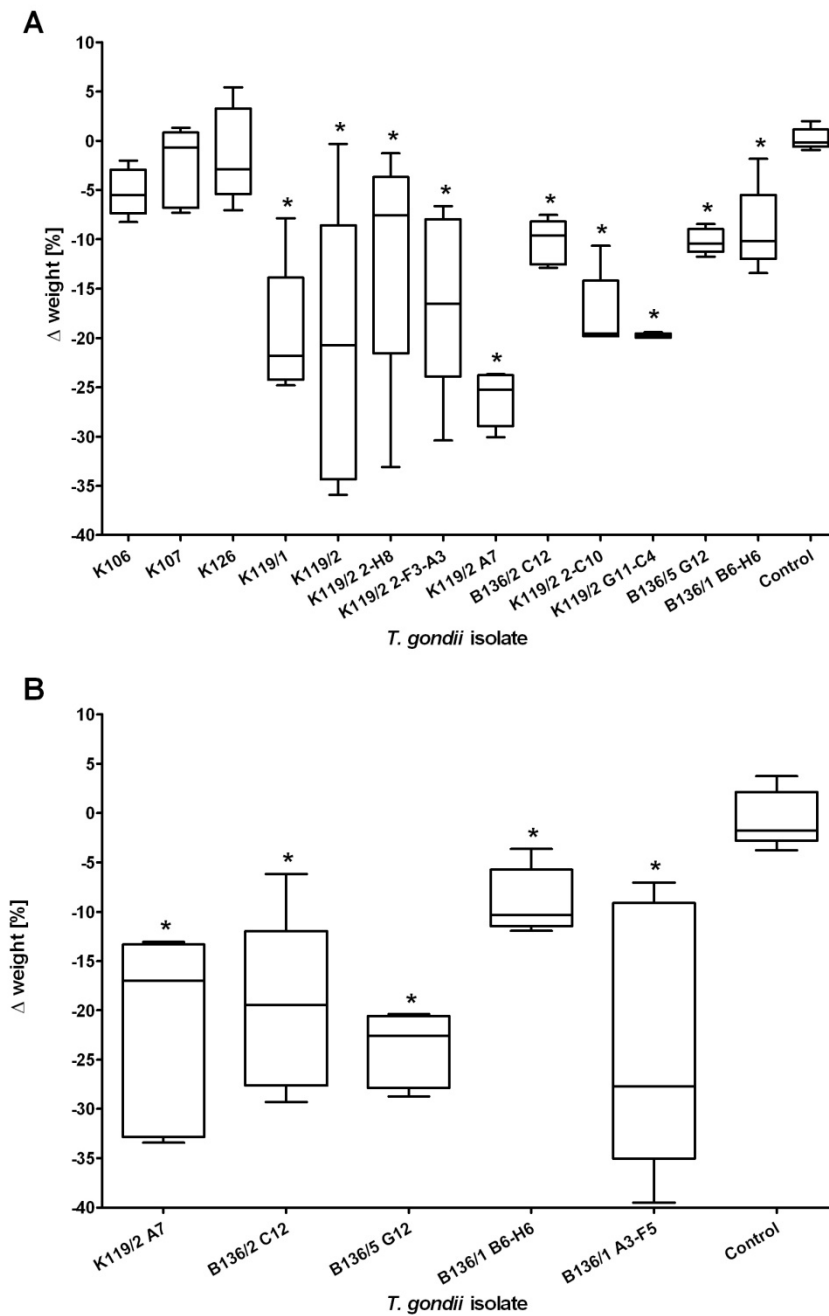 A
10
5
0
-5
-10
-15
-20
-25
-30
-35
-40
Δ weight [%]
* * * * * * * * * *
K106 K107 K126 K119/1 K119/2 K119/2 2-H8 K119/2 2-F3-A3 K119/2 A7 B136/2 C12 K119/2 2-C10 K119/2 G11-C4 B136/5 G12 B136/1 B6-H6 Control
T. gondii isolate
B
10
5
0
-5
-10
-15
-20
-25
-30
-35
-40
Δ weight [%]
* * * * *
K119/2 A7 B136/2 C12 B136/5 G12 B136/1 B6-H6 B136/1 A3-F5 Control
T. gondii isolate